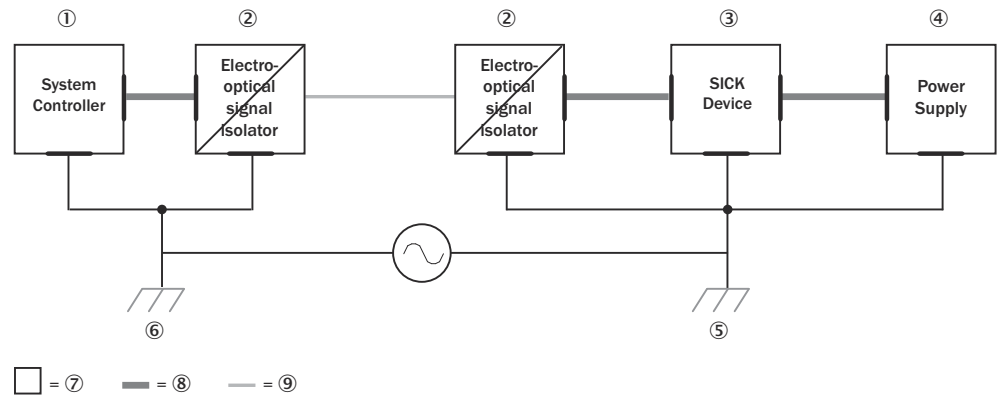 ① ② ② ③ ④
System
Controller
Electro-
optical
signal
isolator
Electro-
optical
signal
isolator
SICK
Device
Power
Supply
⑥ ⑤
= ⑦ = ⑧ = ⑨